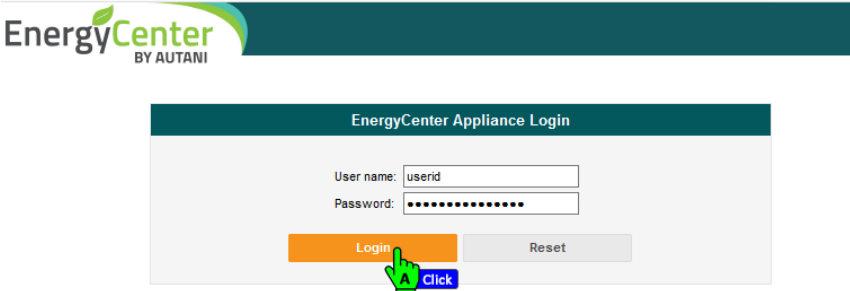 EnergyCenter
BY AUTANI
EnergyCenter Appliance Login
User name: userid
Password: •••••••••••••••
Login Reset
A Click